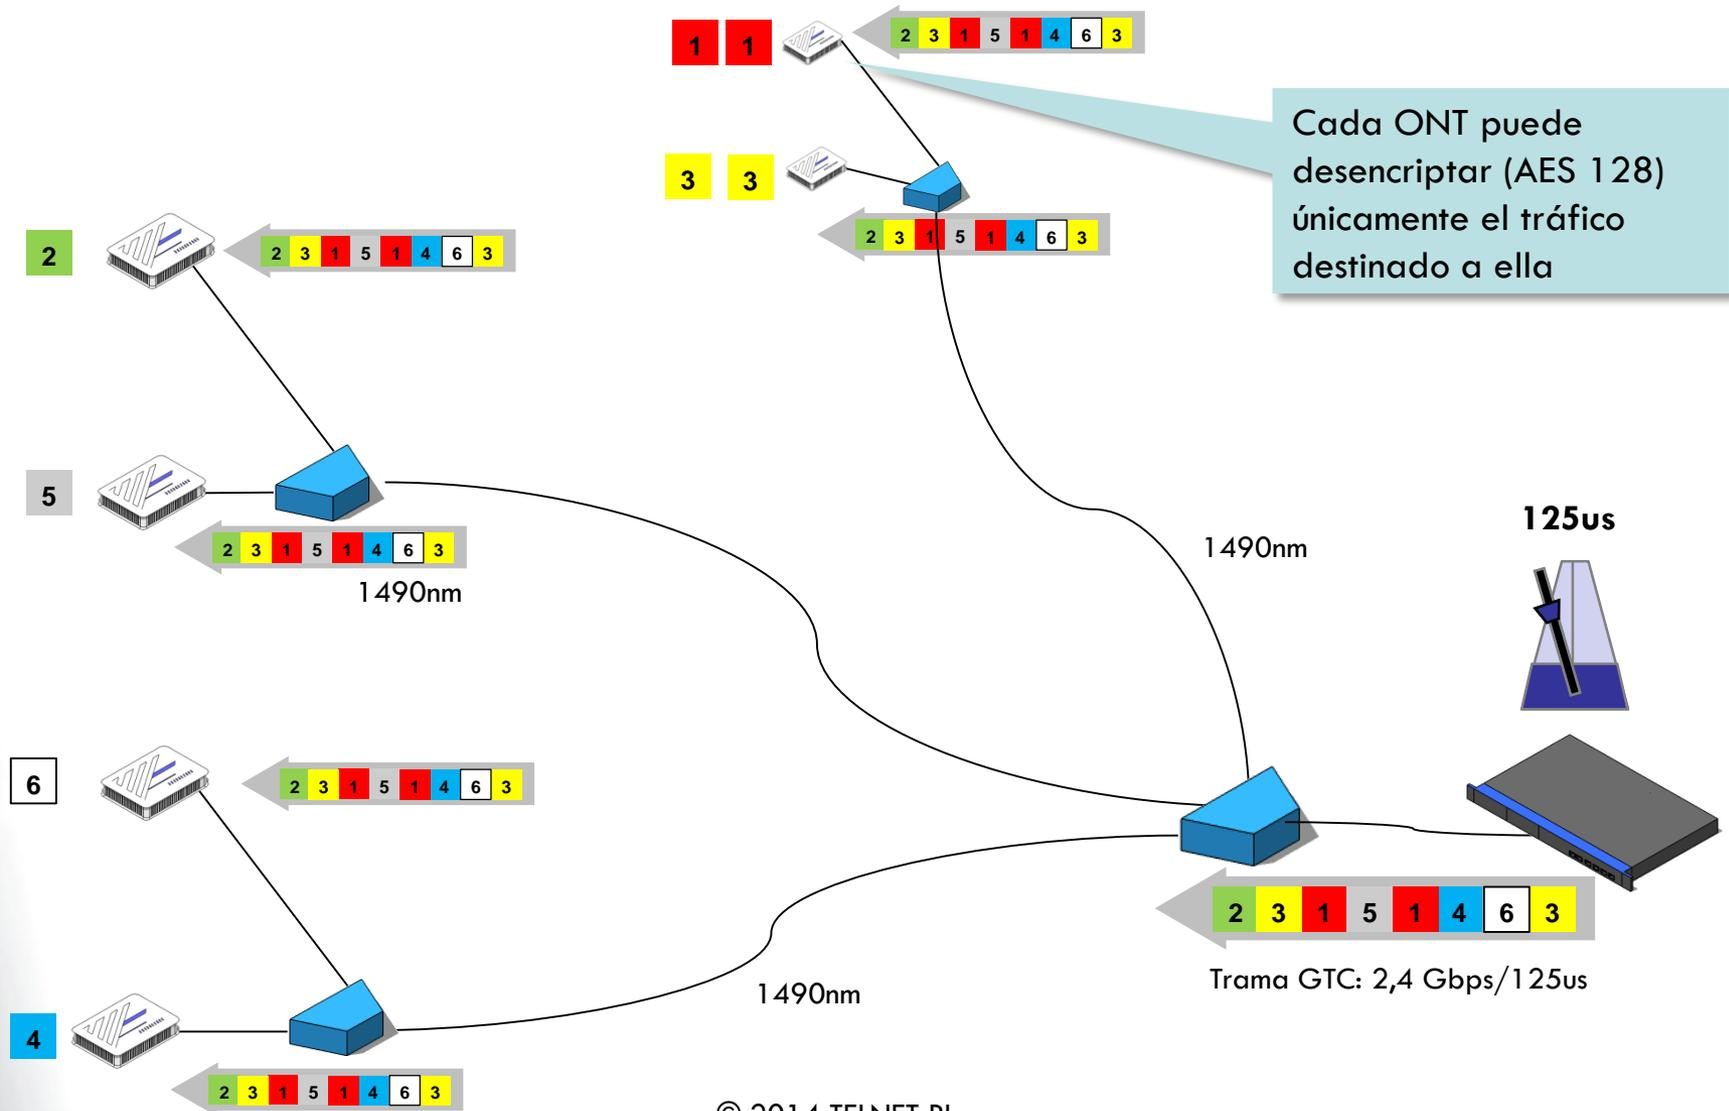 1 1
2 3 1 5 1 4 6 3
Cada ONT puede
desencriptar (AES 128)
únicamente el tráfico
destinado a ella
3 3
2 3 1 5 1 4 6 3
2
2 3 1 5 1 4 6 3
5
2 3 1 5 1 4 6 3
1490nm
1490nm
125us
6
2 3 1 5 1 4 6 3
2 3 1 5 1 4 6 3
Trama GTC: 2,4 Gbps/125us
1490nm
4
2 3 1 5 1 4 6 3
© 2014 TELNET RI